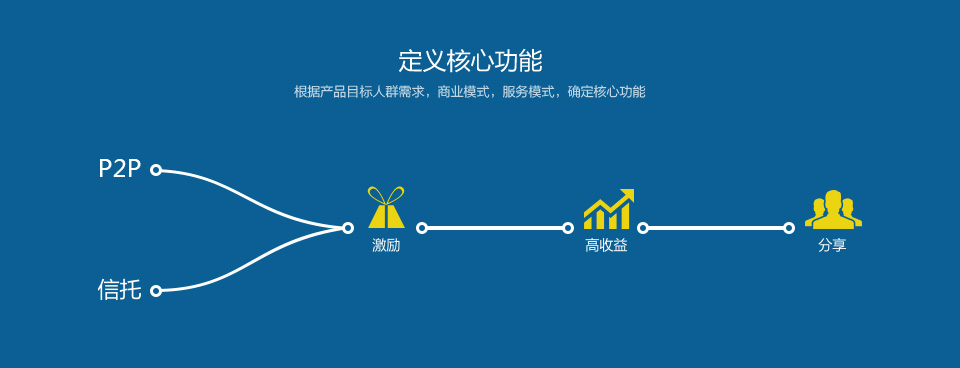 定义核心功能
根据产品目标人群需求，商业模式，服务模式，确定核心功能
P2P
激励
高收益
分享
信托